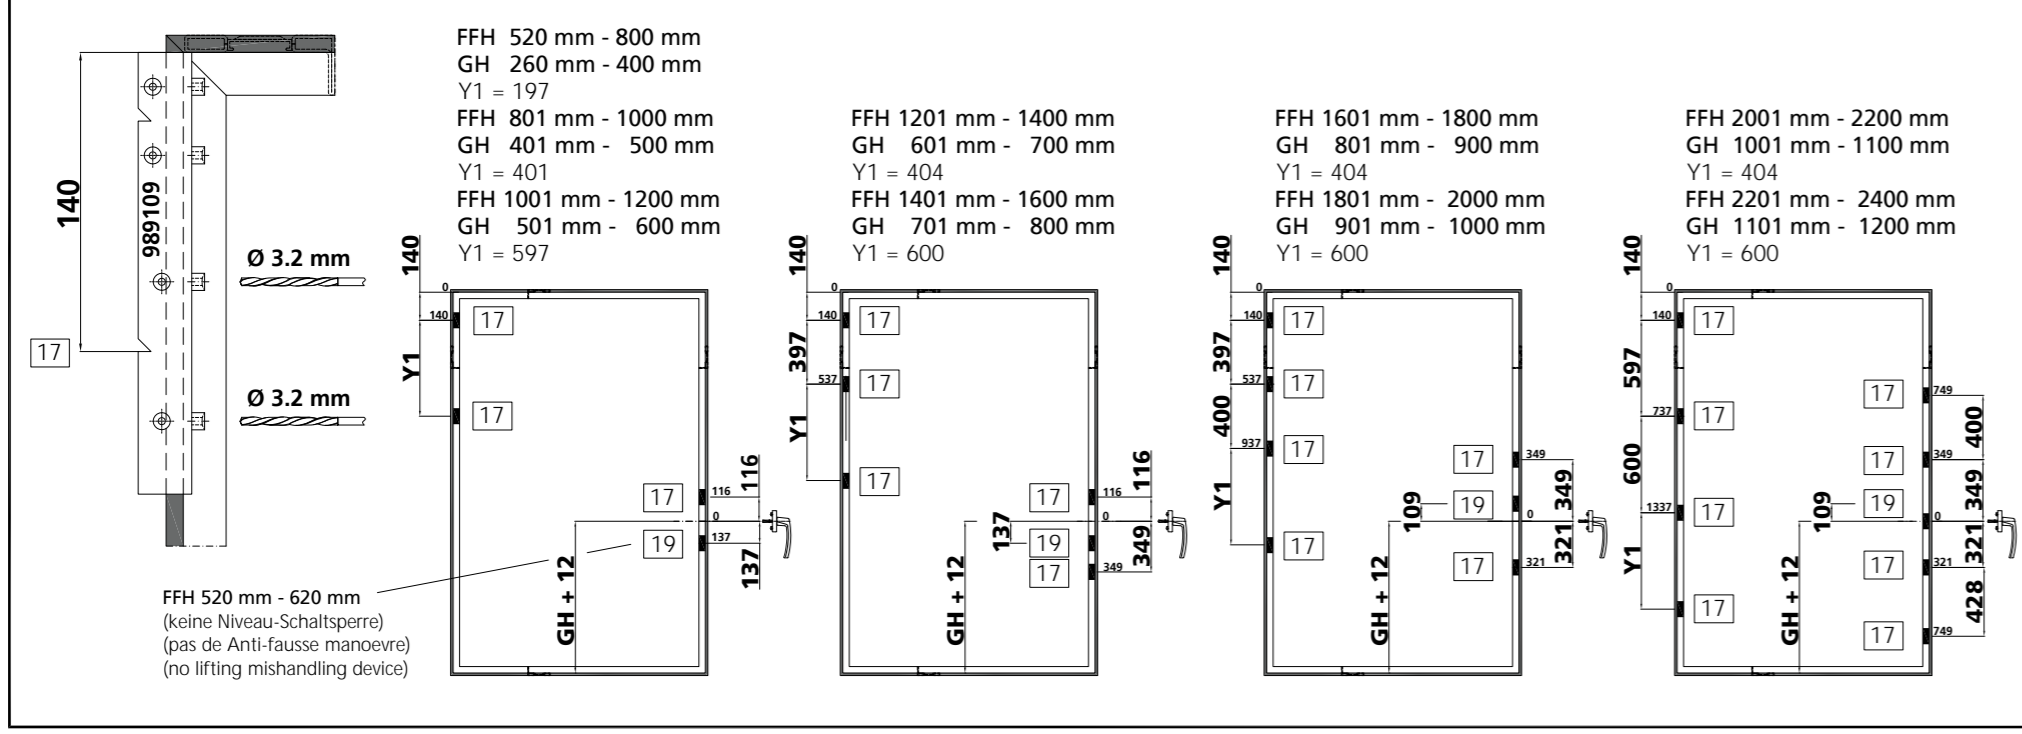 140
989109
Ø 3.2 mm
17
Ø 3.2 mm
FFH 520 mm - 620 mm
(keine Niveau-Schaltsperre)
(pas de Anti-fausse manoevre)
(no lifting mishandling device)
FFH 520 mm - 800 mm
GH 260 mm - 400 mm
Y1 = 197
FFH 801 mm - 1000 mm
GH 401 mm - 500 mm
Y1 = 401
FFH 1001 mm - 1200 mm
GH 501 mm - 600 mm
Y1 = 597
140
0
140
17
Y1
17
17
116
116
0
19
137
137
GH + 12
FFH 1201 mm - 1400 mm
GH 601 mm - 700 mm
Y1 = 404
FFH 1401 mm - 1600 mm
GH 701 mm - 800 mm
Y1 = 600
140
0
140
17
397
537
17
Y1
17
17
116
116
0
137
19
349
17
349
GH + 12
FFH 1601 mm - 1800 mm
GH 801 mm - 900 mm
Y1 = 404
FFH 1801 mm - 2000 mm
GH 901 mm - 1000 mm
Y1 = 600
140
0
140
17
397
537
17
400
937
17
Y1
17
17
349
349
109
19
0
321
17
321
GH + 12
FFH 2001 mm - 2200 mm
GH 1001 mm - 1100 mm
Y1 = 404
FFH 2201 mm - 2400 mm
GH 1101 mm - 1200 mm
Y1 = 600
140
0
140
17
597
737
17
600
1337
17
Y1
17
17
749
400
17
349
349
109
19
0
321
17
321
428
17
749
GH + 12